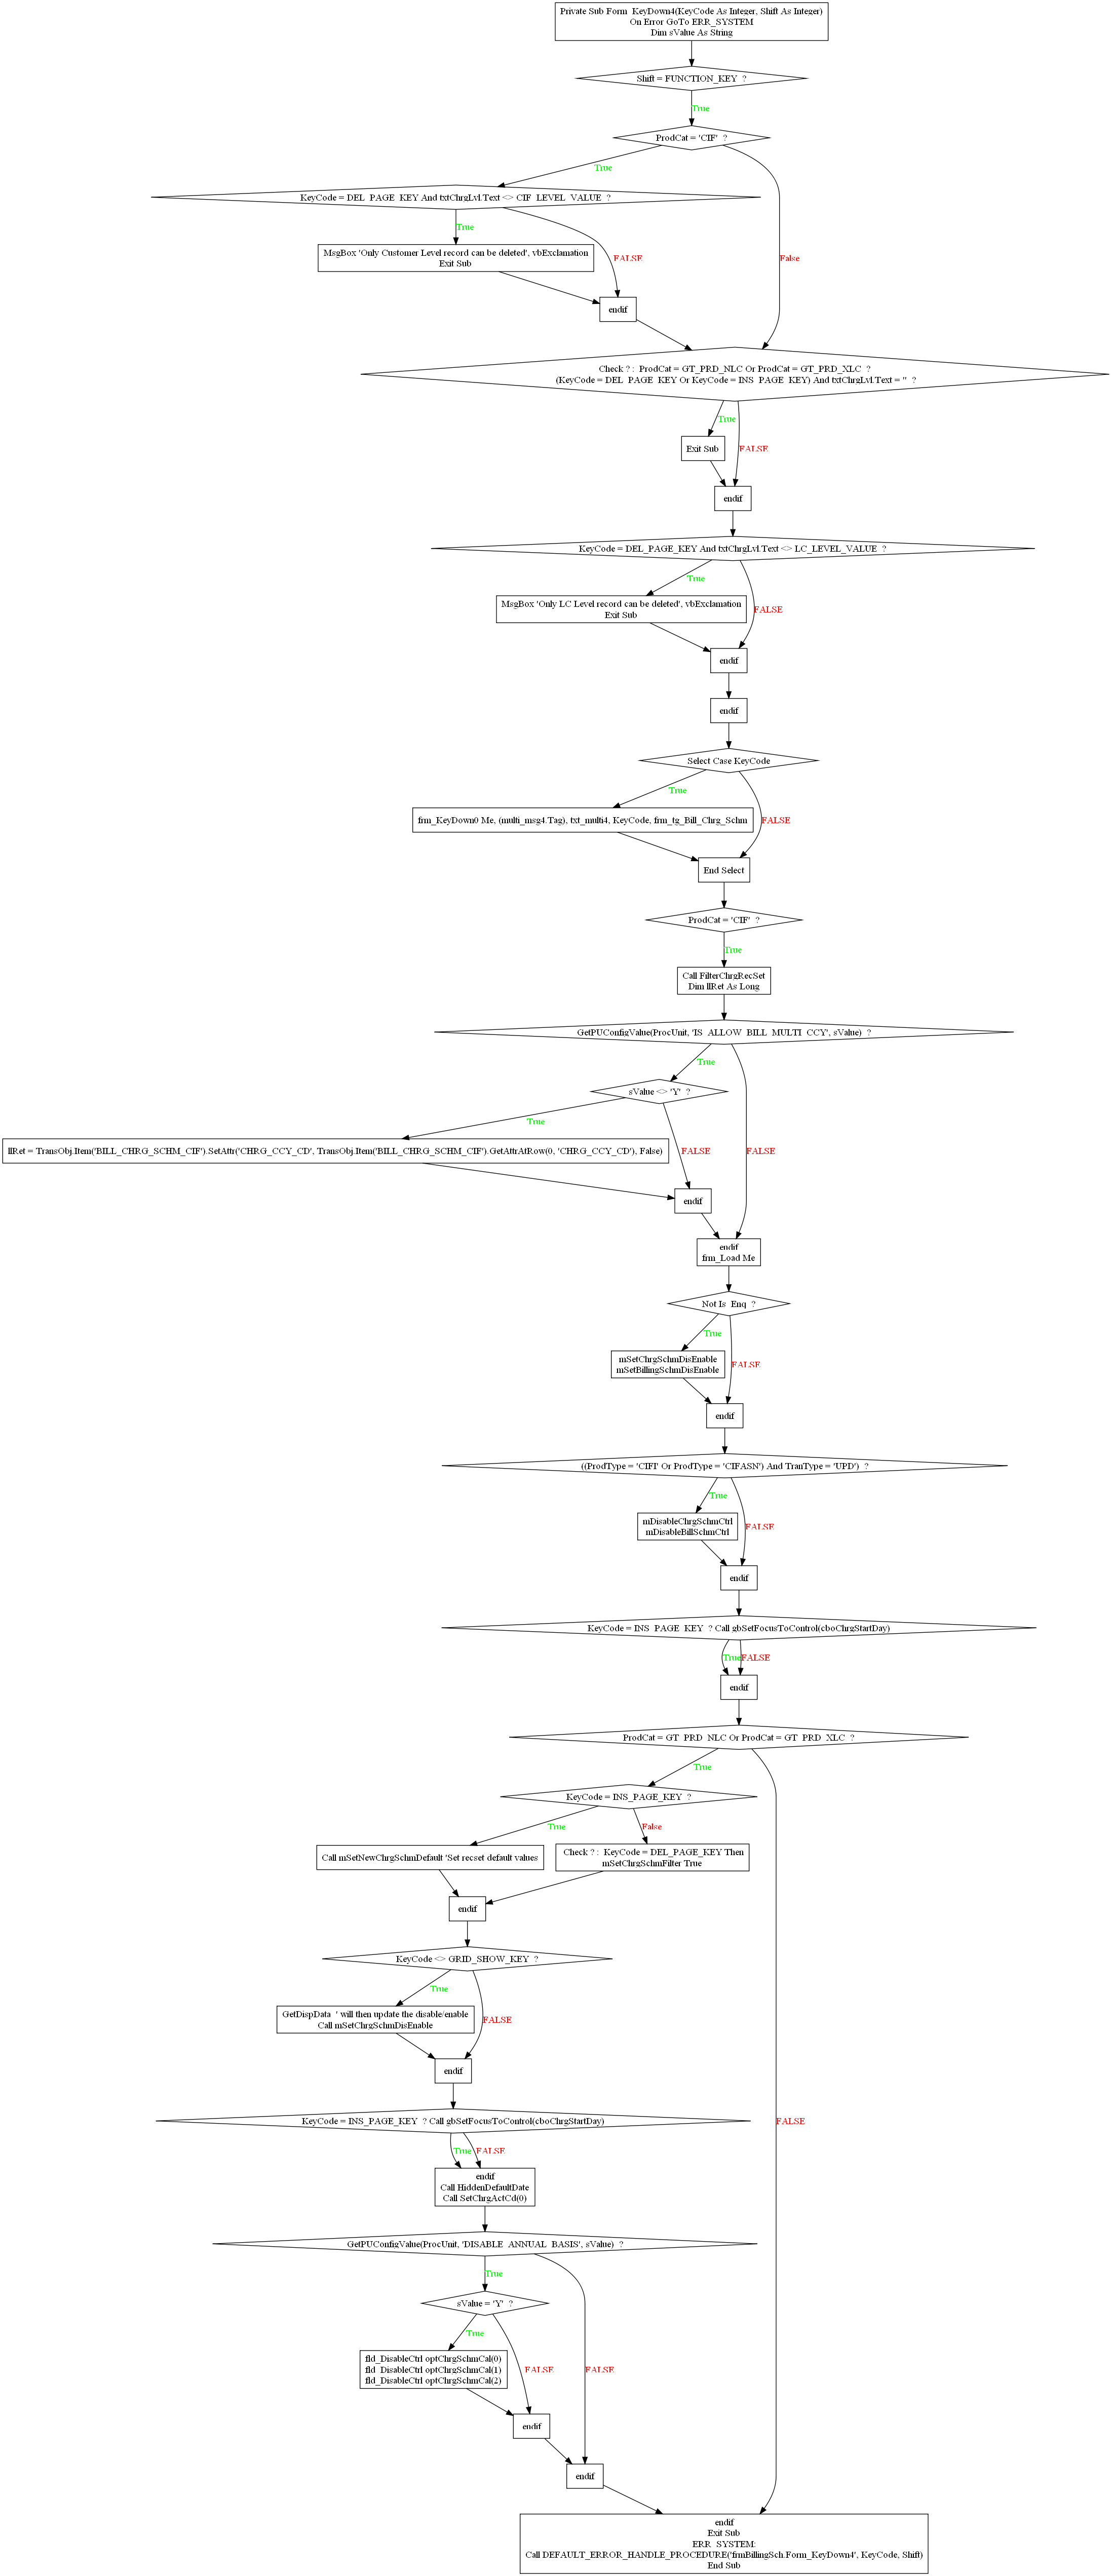 Private Sub Form_KeyDown4(KeyCode As Integer, Shift As Integer)
On Error GoTo ERR_SYSTEM
Dim sValue As String
Shift = FUNCTION_KEY ?
True
ProdCat = 'CIF' ?
True
KeyCode = DEL_PAGE_KEY And txtChrgLvl.Text <> CIF_LEVEL_VALUE ?
True
MsgBox 'Only Customer Level record can be deleted', vbExclamation
Exit Sub
FALSE
False
endif
Check ? : ProdCat = GT_PRD_NLC Or ProdCat = GT_PRD_XLC ?
(KeyCode = DEL_PAGE_KEY Or KeyCode = INS_PAGE_KEY) And txtChrgLvl.Text = '' ?
True
Exit Sub
FALSE
endif
KeyCode = DEL_PAGE_KEY And txtChrgLvl.Text <> LC_LEVEL_VALUE ?
True
MsgBox 'Only LC Level record can be deleted', vbExclamation
Exit Sub
FALSE
endif
endif
Select Case KeyCode
True
frm_KeyDown0 Me, (multi_msg4.Tag), txt_multi4, KeyCode, frm_tg_Bill_Chrg_Schm
FALSE
End Select
ProdCat = 'CIF' ?
True
Call FilterChrgRecSet
Dim llRet As Long
GetPUConfigValue(ProcUnit, 'IS_ALLOW_BILL_MULTI_CCY', sValue) ?
True
sValue <> 'Y' ?
True
llRet = TransObj.Item('BILL_CHRG_SCHM_CIF').SetAttr('CHRG_CCY_CD', TransObj.Item('BILL_CHRG_SCHM_CIF').GetAttrAtRow(0, 'CHRG_CCY_CD'), False)
FALSE
FALSE
endif
endif
frm_Load Me
Not Is_Enq ?
True
mSetChrgSchmDisEnable
mSetBillingSchmDisEnable
FALSE
endif
((ProdType = 'CIFI' Or ProdType = 'CIFASN') And TranType = 'UPD') ?
True
mDisableChrgSchmCtrl
mDisableBillSchmCtrl
FALSE
endif
KeyCode = INS_PAGE_KEY ? Call gbSetFocusToControl(cboChrgStartDay)
True
FALSE
endif
ProdCat = GT_PRD_NLC Or ProdCat = GT_PRD_XLC ?
True
KeyCode = INS_PAGE_KEY ?
True
False
Call mSetNewChrgSchmDefault 'Set recset default values
Check ? : KeyCode = DEL_PAGE_KEY Then
mSetChrgSchmFilter True
endif
KeyCode <> GRID_SHOW_KEY ?
True
GetDispData ' will then update the disable/enable
Call mSetChrgSchmDisEnable
FALSE
endif
KeyCode = INS_PAGE_KEY ? Call gbSetFocusToControl(cboChrgStartDay)
FALSE
True
FALSE
endif
Call HiddenDefaultDate
Call SetChrgActCd(0)
GetPUConfigValue(ProcUnit, 'DISABLE_ANNUAL_BASIS', sValue) ?
True
sValue = 'Y' ?
True
fld_DisableCtrl optChrgSchmCal(0)
fld_DisableCtrl optChrgSchmCal(1)
fld_DisableCtrl optChrgSchmCal(2)
FALSE
FALSE
endif
endif
endif
Exit Sub
ERR_SYSTEM:
Call DEFAULT_ERROR_HANDLE_PROCEDURE('frmBillingSch.Form_KeyDown4', KeyCode, Shift)
End Sub